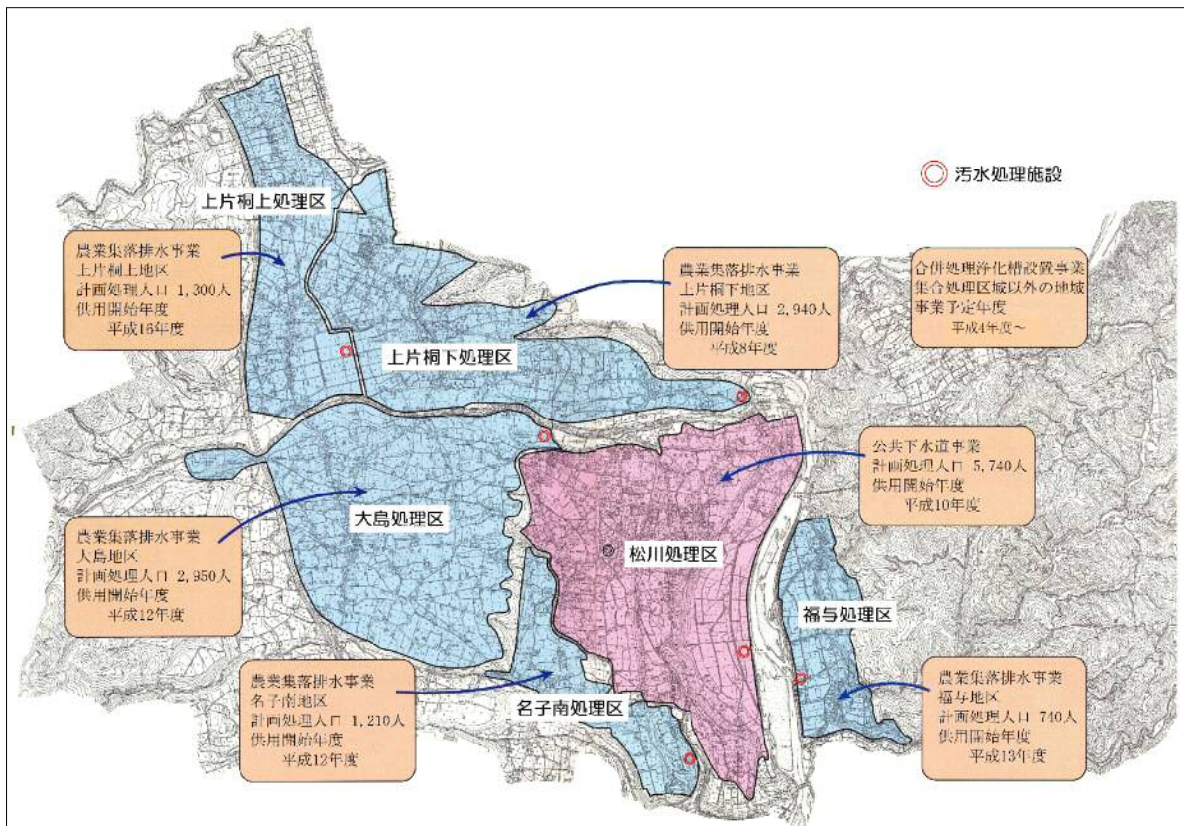 汚水処理施設
上片桐上処理区
農業集落排水事業
上片桐上地区
計画処理人口 1,300人
供用開始年度
平成16年度
農業集落排水事業
上片桐下地区
計画処理人口 2,940人
供用開始年度
平成8年度
合併処理浄化槽設置事業
集合処理区域以外の地域
事業予定年度
平成4年度～
上片桐下処理区
公共下水道事業
計画処理人口 5,740人
供用開始年度
平成10年度
大島処理区
農業集落排水事業
大島地区
計画処理人口 2,950人
供用開始年度
平成12年度
松川処理区
福与処理区
農業集落排水事業
名子南地区
計画処理人口 1,210人
供用開始年度
平成12年度
名子南処理区
農業集落排水事業
福与地区
計画処理人口 740人
供用開始年度
平成13年度